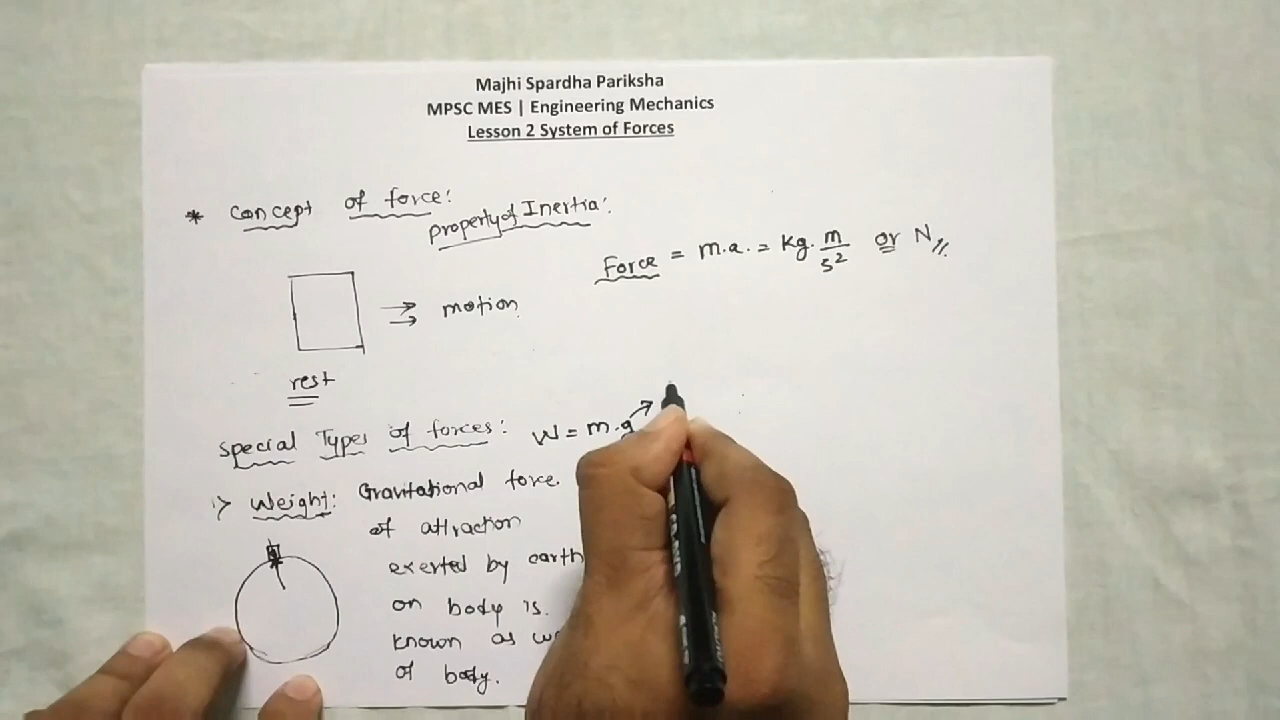 Majhi Spardha Pariksha
MPSC MES | Engineering Mechanics
Lesson 2 System of Forces
* Concept of force:
property of Inertia:
Force = m.a. = kg. m/s² or N
motion
rest
Special Types of forces: W = m.g
1> Weight: Gravitational force
of attraction
exerted by earth
on body is.
known as
of body.